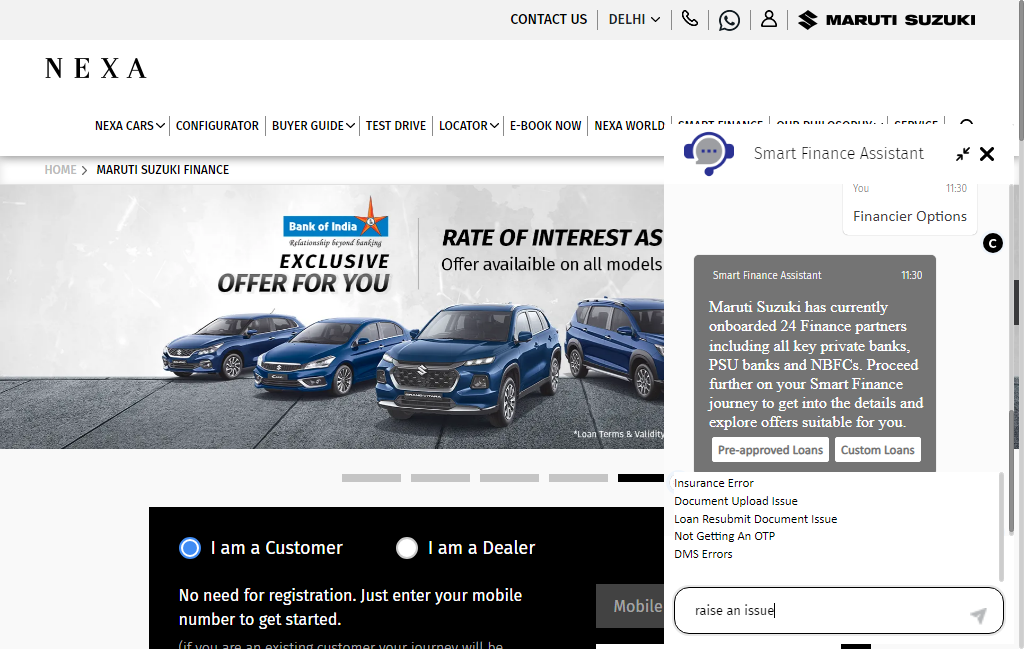 CONTACT US
DELHI
MARUTI SUZUKI
NEXA
NEXA CARS
CONFIGURATOR
BUYER GUIDE
TEST DRIVE
LOCATOR
E-BOOK NOW
NEXA WORLD
SMART FINANCE
OUR PHILOSOPHY
SERVICE
HOME
MARUTI SUZUKI FINANCE
Bank of India
Relationship beyond banking
EXCLUSIVE
OFFER FOR YOU
RATE OF INTEREST AS
Offer availaible on all models
GRAND VITARA
*Loan Terms & Validity
I am a Customer
I am a Dealer
No need for registration. Just enter your mobile
number to get started.
(if you are an existing customer your journey will be
Mobile
Smart Finance Assistant
You
11:30
Financier Options
C
Smart Finance Assistant
11:30
Maruti Suzuki has currently
onboarded 24 Finance partners
including all key private banks,
PSU banks and NBFCs. Proceed
further on your Smart Finance
journey to get into the details and
explore offers suitable for you.
Pre-approved Loans
Custom Loans
Insurance Error
Document Upload Issue
Loan Resubmit Document Issue
Not Getting An OTP
DMS Errors
raise an issue